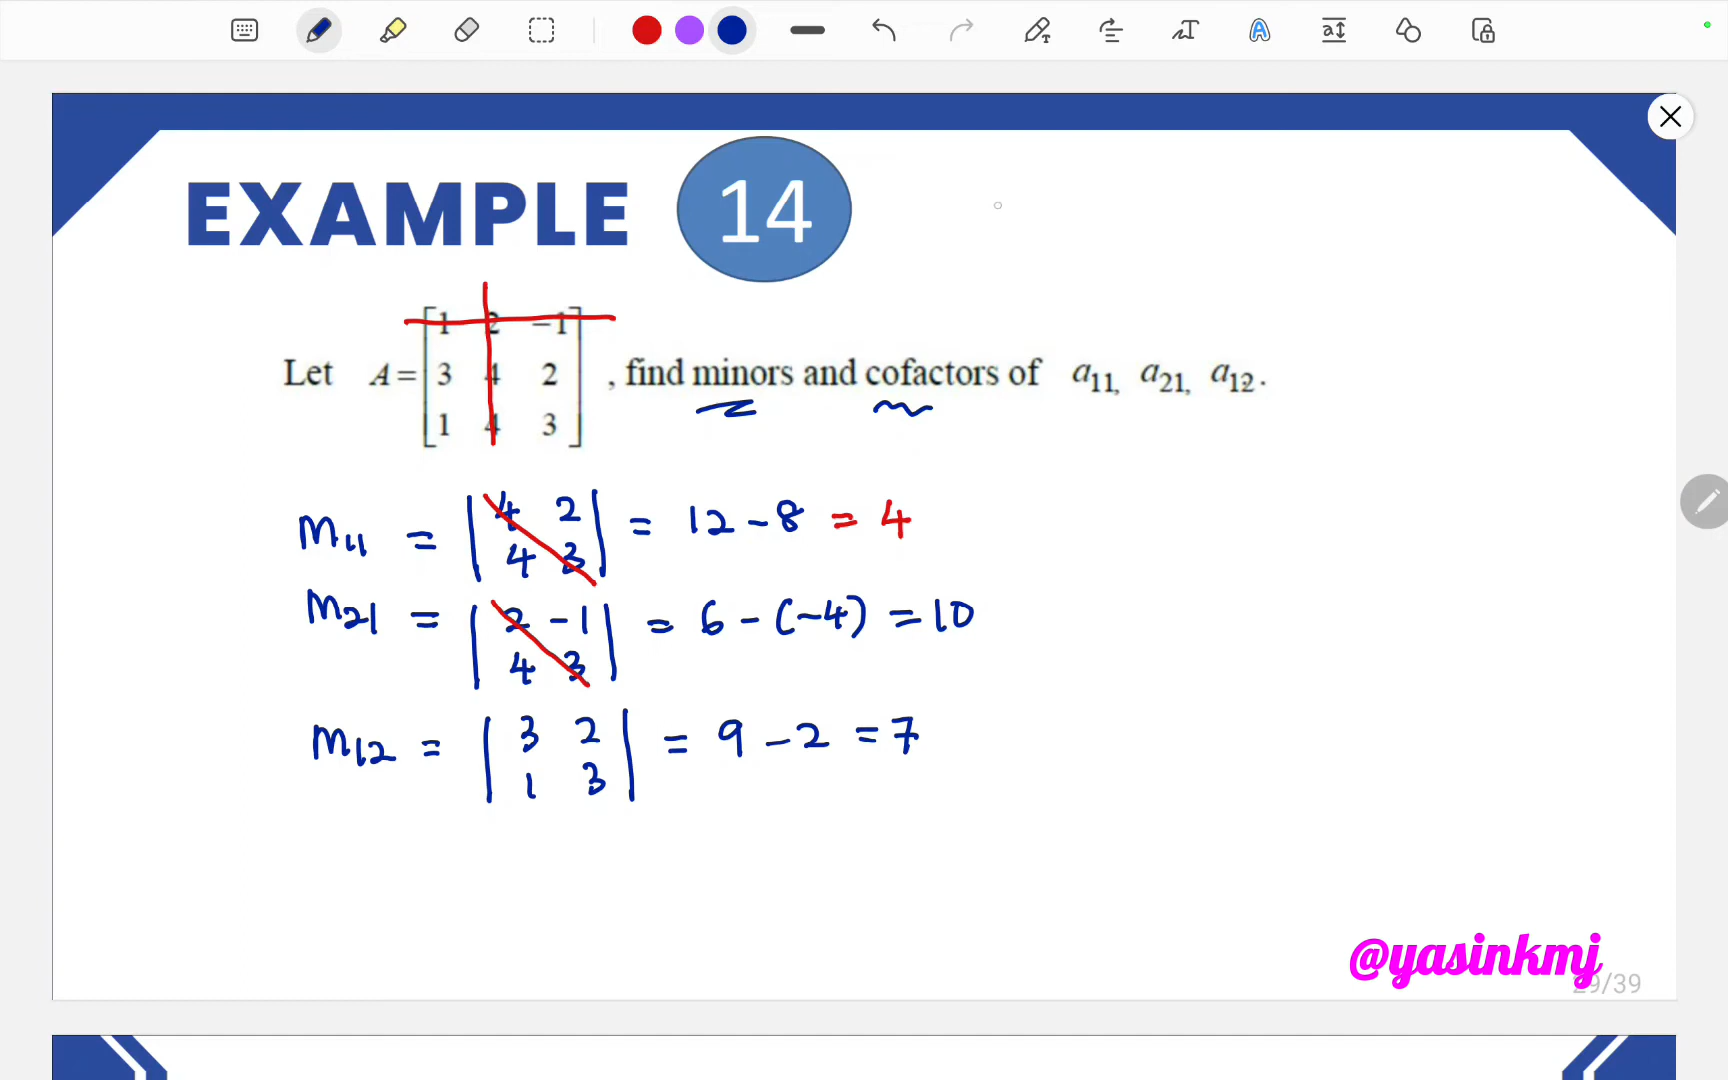 EXAMPLE 14
Let A = [1 2 −1
3 4 2
1 4 3] , find minors and cofactors of a11, a21, a12.
M11 = |4 2
4 3| = 12 - 8 = 4
M21 = |2 -1
4 3| = 6 - (-4) = 10
M12 = |3 2
1 3| = 9 - 2 = 7
@yasinkmj
29/39